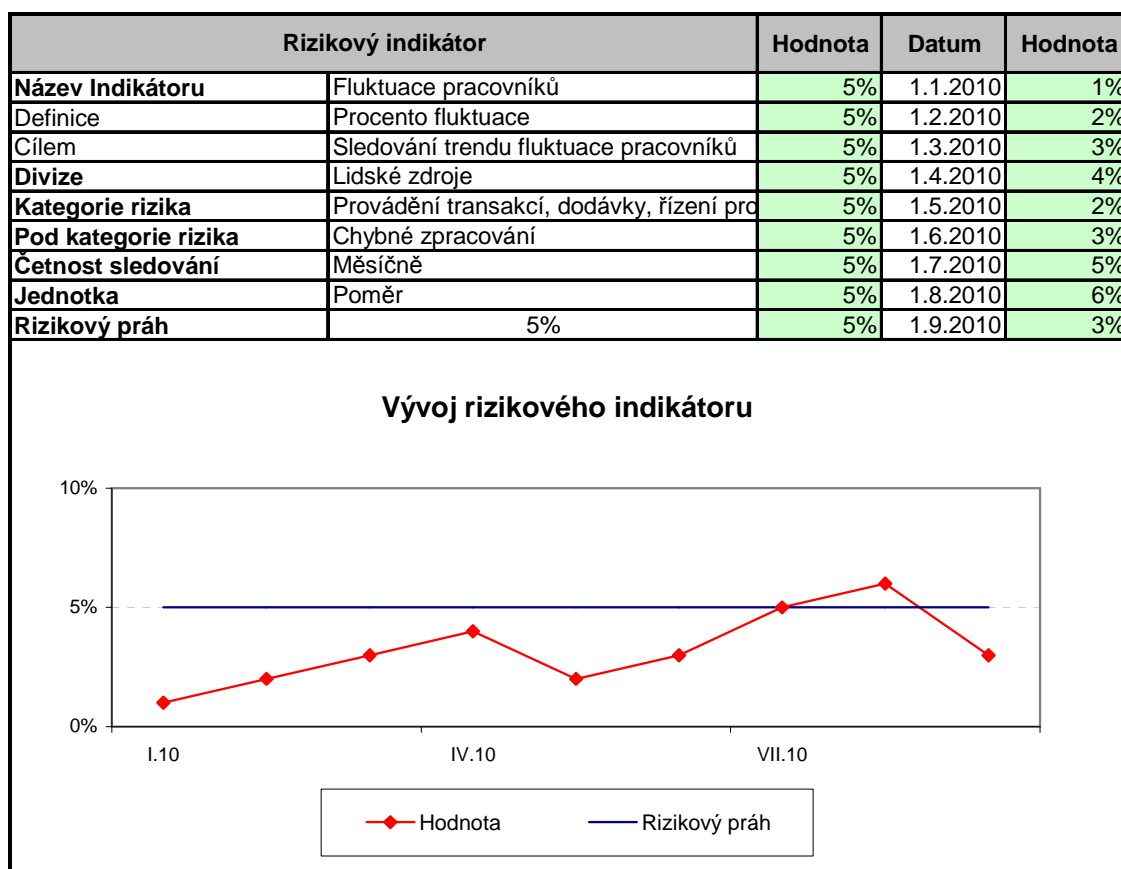 Rizikový indikátor Hodnota Datum Hodnota
Název Indikátoru Fluktuace pracovníků 5% 1.1.2010 1%
Definice Procento fluktuace 5% 1.2.2010 2%
Cílem Sledování trendu fluktuace pracovníků 5% 1.3.2010 3%
Divize Lidské zdroje 5% 1.4.2010 4%
Kategorie rizika Provádění transakcí, dodávky, řízení pro 5% 1.5.2010 2%
Pod kategorie rizika Chybné zpracování 5% 1.6.2010 3%
Četnost sledování Měsíčně 5% 1.7.2010 5%
Jednotka Poměr 5% 1.8.2010 6%
Rizikový práh 5% 5% 1.9.2010 3%
Vývoj rizikového indikátoru
10%
5%
0%
I.10 IV.10 VII.10
Hodnota Rizikový práh